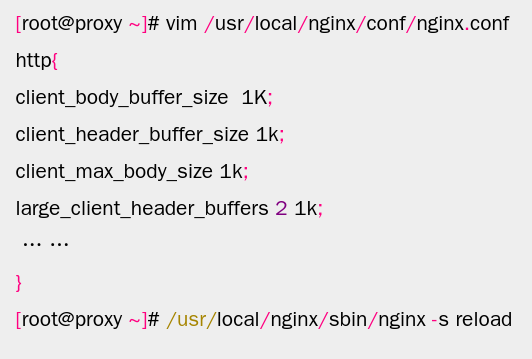 [root@proxy ~]# vim /usr/local/nginx/conf/nginx.conf
http{
client_body_buffer_size  1K;
client_header_buffer_size 1k;
client_max_body_size 1k;
large_client_header_buffers 2 1k;
… …
}
[root@proxy ~]# /usr/local/nginx/sbin/nginx -s reload